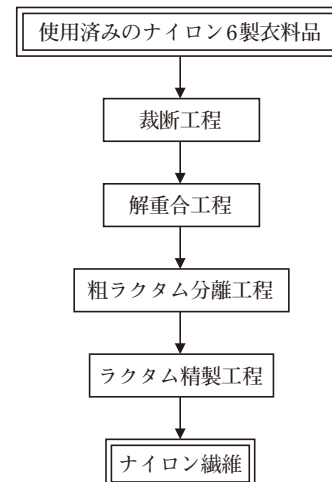 使用済みのナイロン6製衣料品
裁断工程
解重合工程
粗ラクタム分離工程
ラクタム精製工程
ナイロン繊維